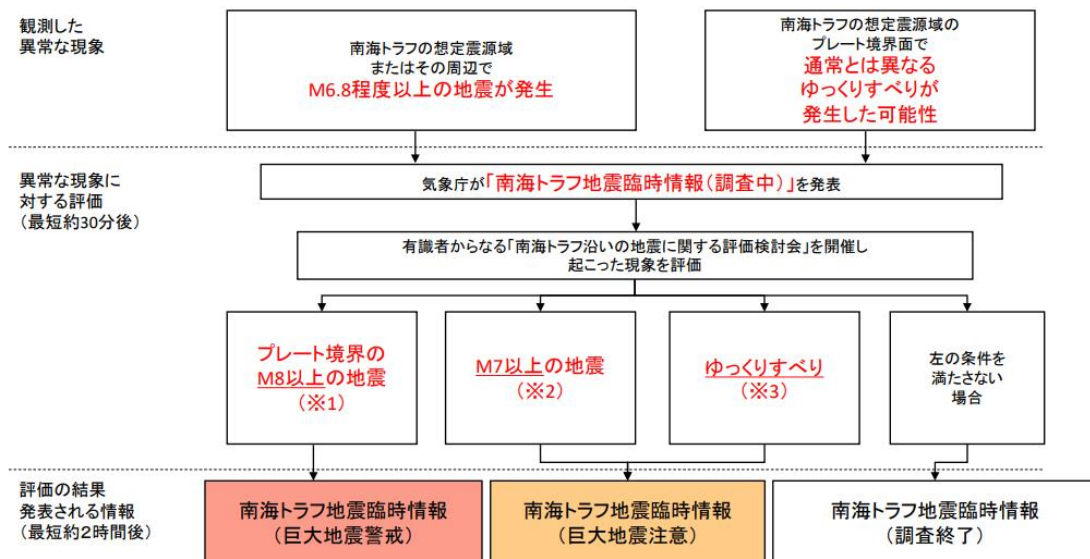 観測した
異常な現象
南海トラフの想定震源域
またはその周辺で
M6.8程度以上の地震が発生
南海トラフの想定震源域の
プレート境界面で
通常とは異なる
ゆっくりすべりが
発生した可能性
異常な現象に
対する評価
（最短約30分後）
気象庁が「南海トラフ地震臨時情報（調査中）」を発表
有識者からなる「南海トラフ沿いの地震に関する評価検討会」を開催し
起こった現象を評価
プレート境界の
M8以上の地震
（※1）
M7以上の地震
（※2）
ゆっくりすべり
（※3）
左の条件を
満たさない
場合
評価の結果
発表される情報
（最短約2時間後）
南海トラフ地震臨時情報
（巨大地震警戒）
南海トラフ地震臨時情報
（巨大地震注意）
南海トラフ地震臨時情報
（調査終了）